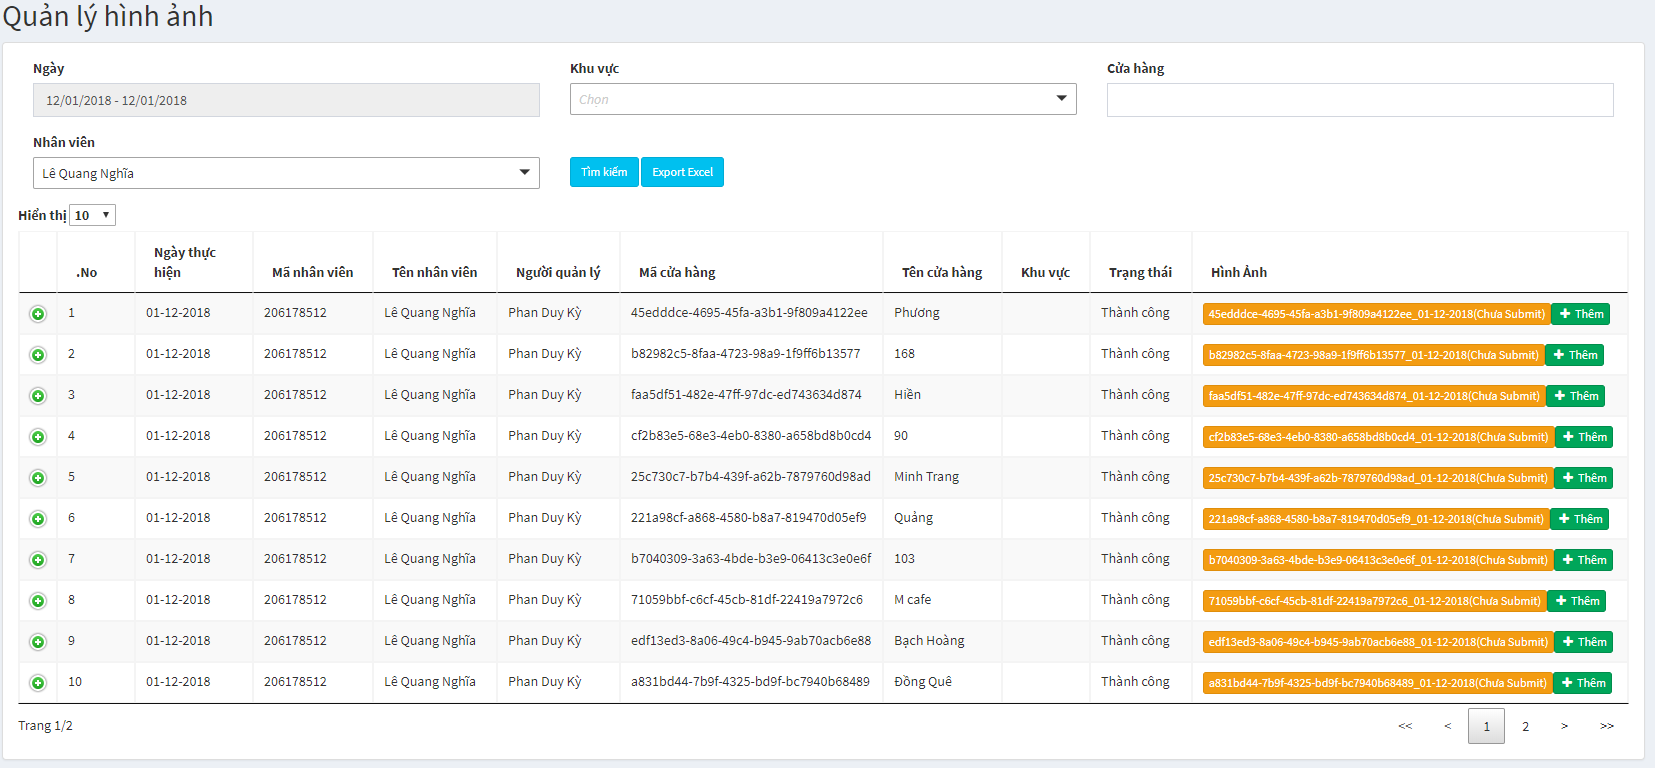 Quản lý hình ảnh
Ngày Khu vực Cửa hàng
12/01/2018 - 12/01/2018 Chọn
Nhân viên
Lê Quang Nghĩa Tìm kiếm Export Excel
Hiển thị 10
.No Ngày thực hiện Mã nhân viên Tên nhân viên Người quản lý Mã cửa hàng Tên cửa hàng Khu vực Trạng thái Hình Ảnh
1 01-12-2018 206178512 Lê Quang Nghĩa Phan Duy Kỳ 45edddce-4695-45fa-a3b1-9f809a4122ee Phương Thành công 45edddce-4695-45fa-a3b1-9f809a4122ee_01-12-2018(Chưa Submit) Thêm
2 01-12-2018 206178512 Lê Quang Nghĩa Phan Duy Kỳ b82982c5-8faa-4723-98a9-1f9ff6b13577 168 Thành công b82982c5-8faa-4723-98a9-1f9ff6b13577_01-12-2018(Chưa Submit) Thêm
3 01-12-2018 206178512 Lê Quang Nghĩa Phan Duy Kỳ faa5df51-482e-47ff-97dc-ed743634d874 Hiền Thành công faa5df51-482e-47ff-97dc-ed743634d874_01-12-2018(Chưa Submit) Thêm
4 01-12-2018 206178512 Lê Quang Nghĩa Phan Duy Kỳ cf2b83e5-68e3-4eb0-8380-a658bd8b0cd4 90 Thành công cf2b83e5-68e3-4eb0-8380-a658bd8b0cd4_01-12-2018(Chưa Submit) Thêm
5 01-12-2018 206178512 Lê Quang Nghĩa Phan Duy Kỳ 25c730c7-b7b4-439f-a62b-7879760d98ad Minh Trang Thành công 25c730c7-b7b4-439f-a62b-7879760d98ad_01-12-2018(Chưa Submit) Thêm
6 01-12-2018 206178512 Lê Quang Nghĩa Phan Duy Kỳ 221a98cf-a868-4580-b8a7-819470d05ef9 Quảng Thành công 221a98cf-a868-4580-b8a7-819470d05ef9_01-12-2018(Chưa Submit) Thêm
7 01-12-2018 206178512 Lê Quang Nghĩa Phan Duy Kỳ b7040309-3a63-4bde-b3e9-06413c3e0e6f 103 Thành công b7040309-3a63-4bde-b3e9-06413c3e0e6f_01-12-2018(Chưa Submit) Thêm
8 01-12-2018 206178512 Lê Quang Nghĩa Phan Duy Kỳ 71059bbf-c6cf-45cb-81df-22419a7972c6 M cafe Thành công 71059bbf-c6cf-45cb-81df-22419a7972c6_01-12-2018(Chưa Submit) Thêm
9 01-12-2018 206178512 Lê Quang Nghĩa Phan Duy Kỳ edf13ed3-8a06-49c4-b945-9ab70acb6e88 Bạch Hoàng Thành công edf13ed3-8a06-49c4-b945-9ab70acb6e88_01-12-2018(Chưa Submit) Thêm
10 01-12-2018 206178512 Lê Quang Nghĩa Phan Duy Kỳ a831bd44-7b9f-4325-bd9f-bc7940b68489 Đồng Quê Thành công a831bd44-7b9f-4325-bd9f-bc7940b68489_01-12-2018(Chưa Submit) Thêm
Trang 1/2 << < 1 2 > >>